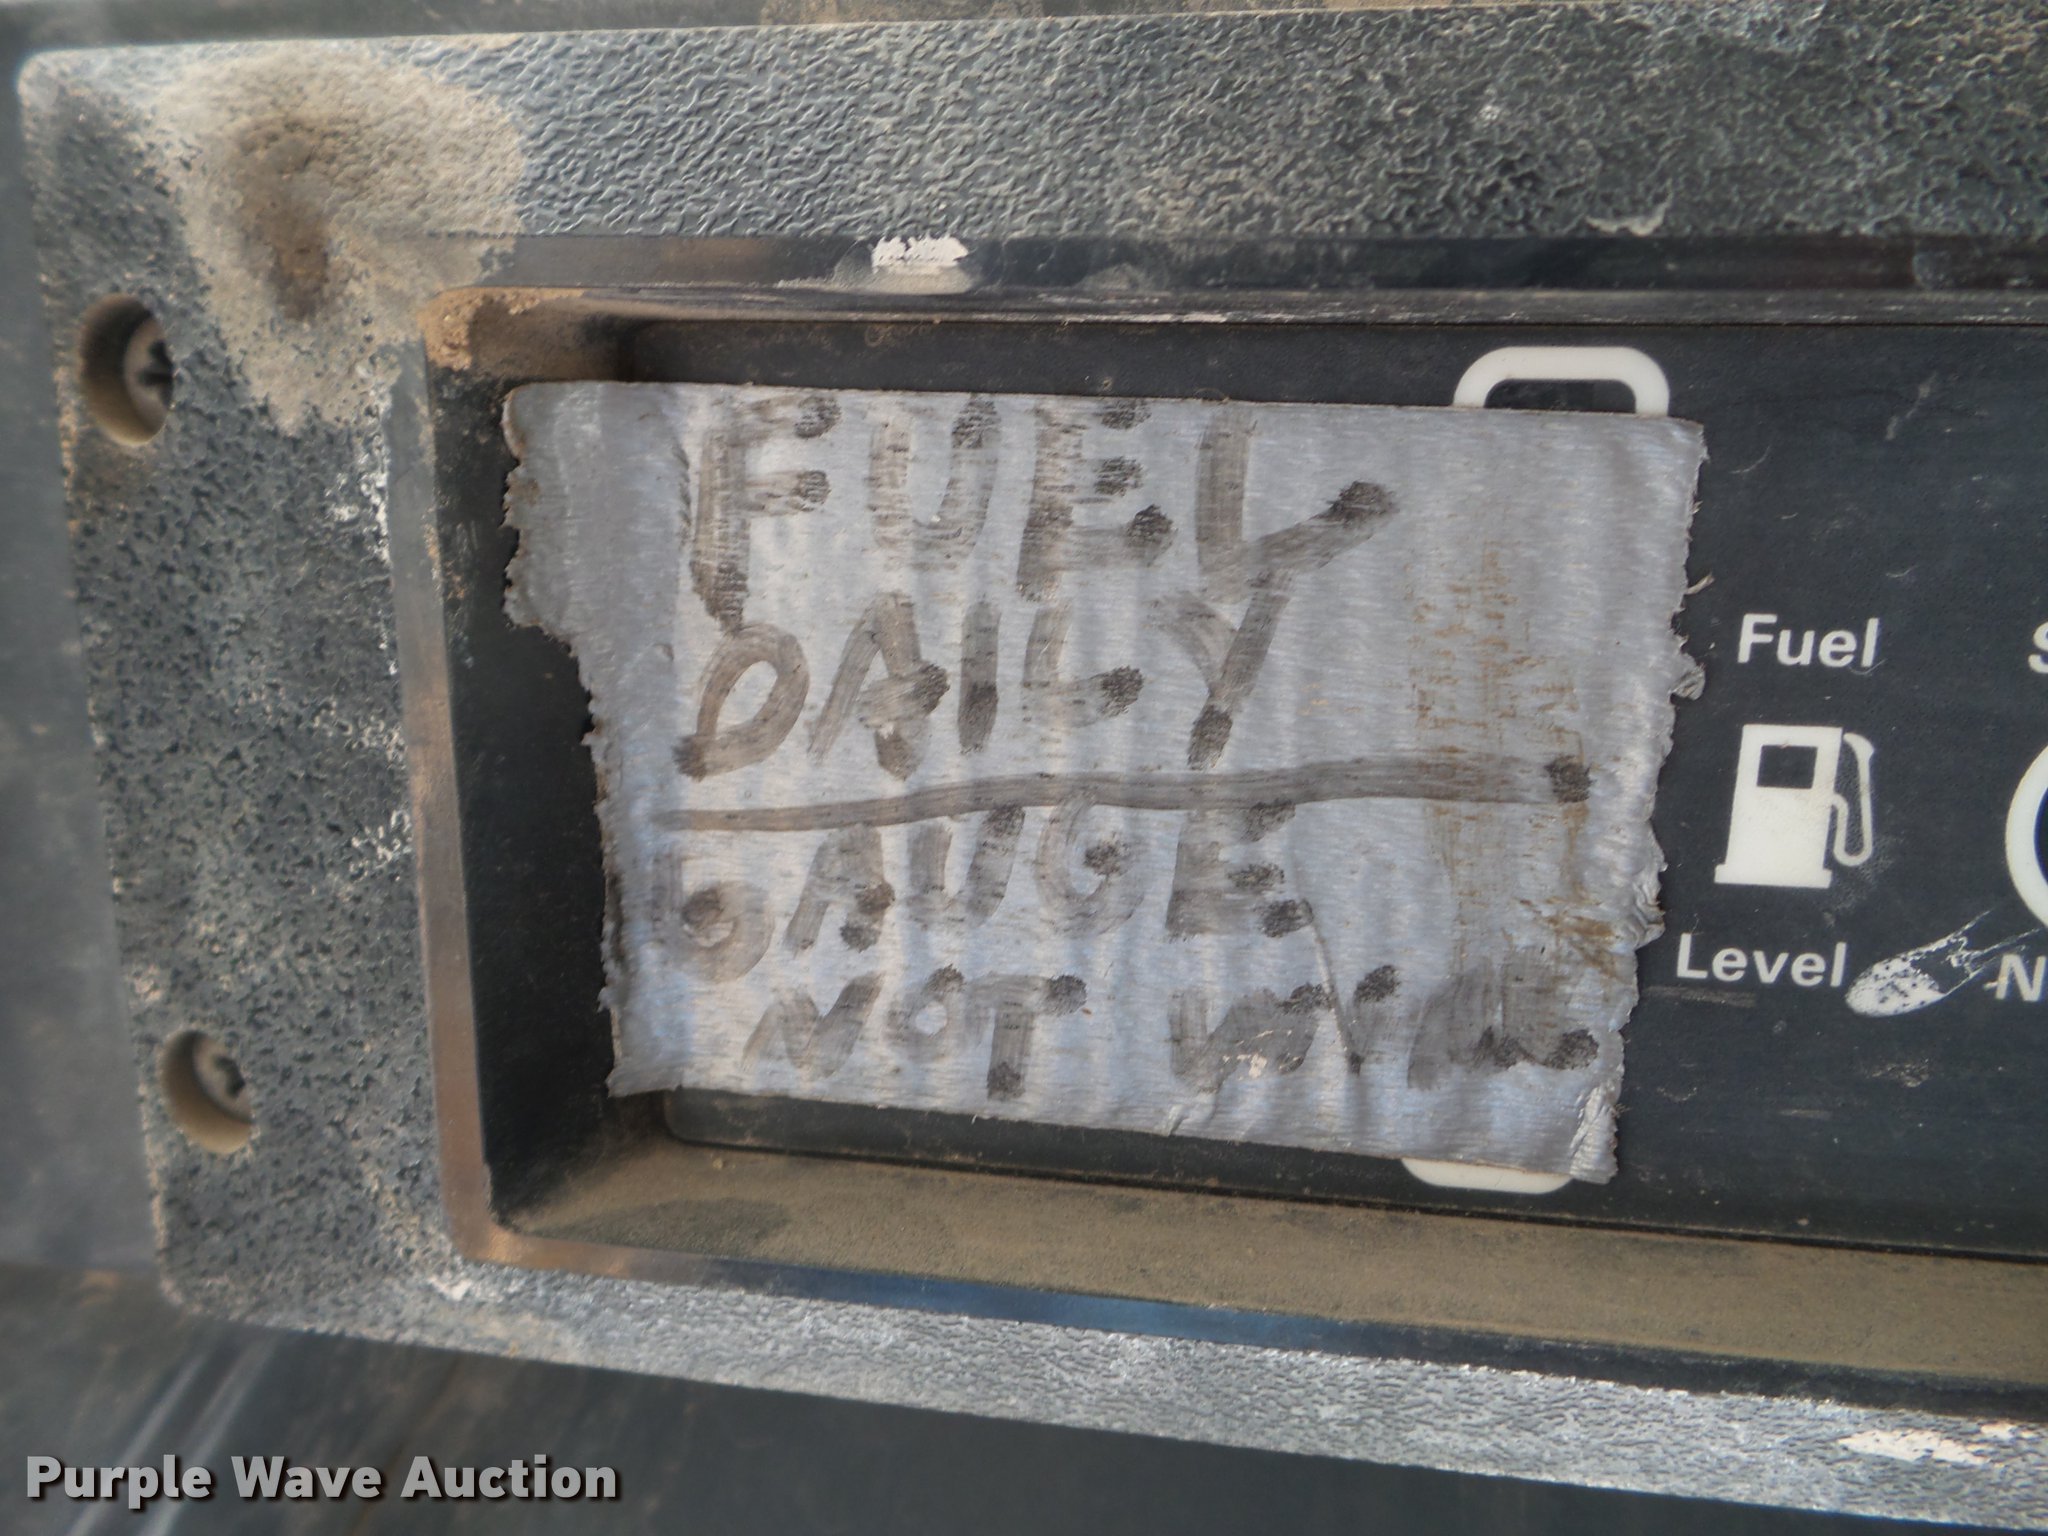 FUEL
DAILY
GAUGE
NOT
Fuel
Level
Purple Wave Auction